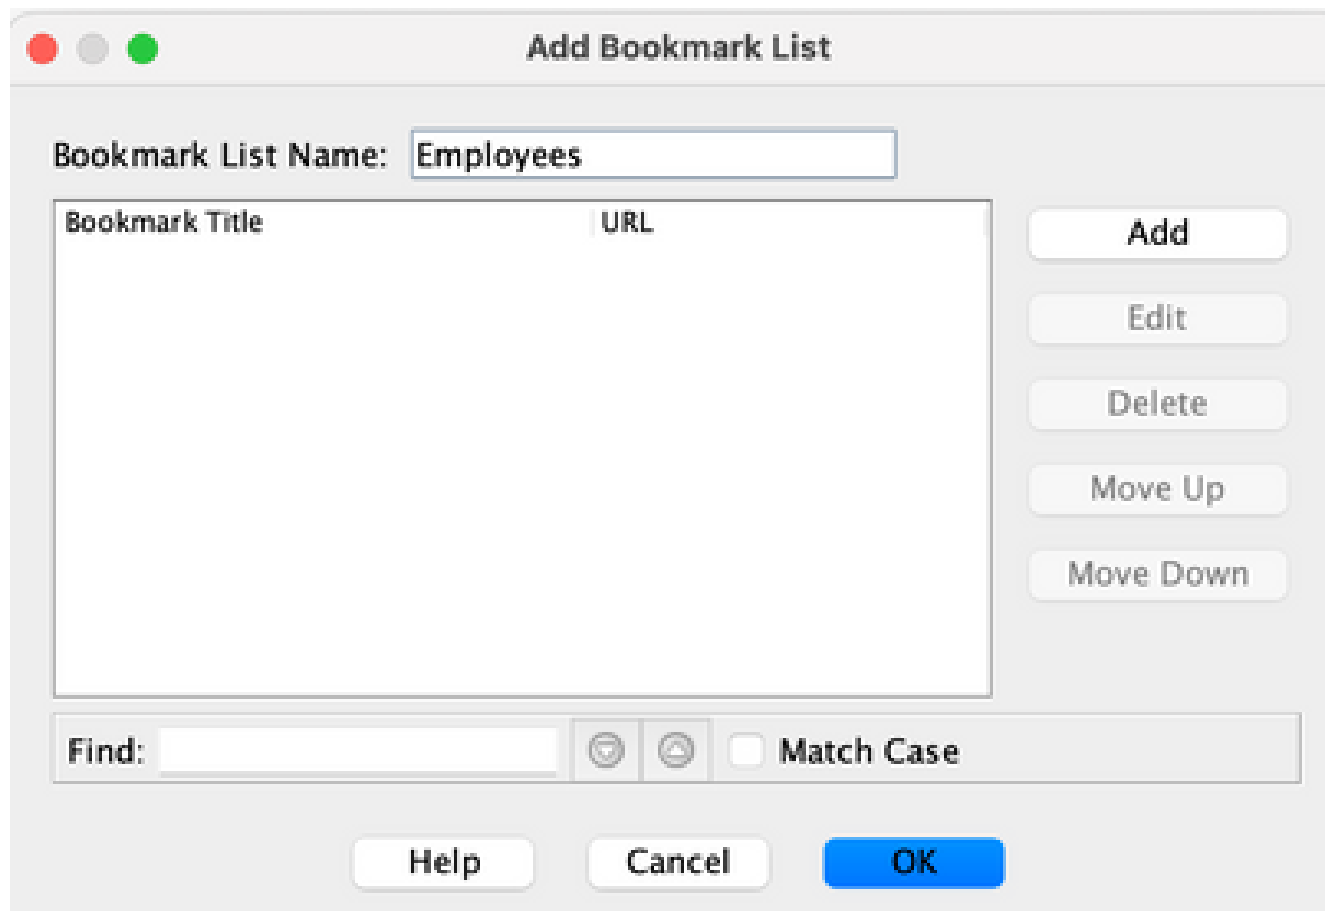 Add Bookmark List
Bookmark List Name: Employees
Bookmark Title URL
Add
Edit
Delete
Move Up
Move Down
Find: Match Case
Help Cancel OK